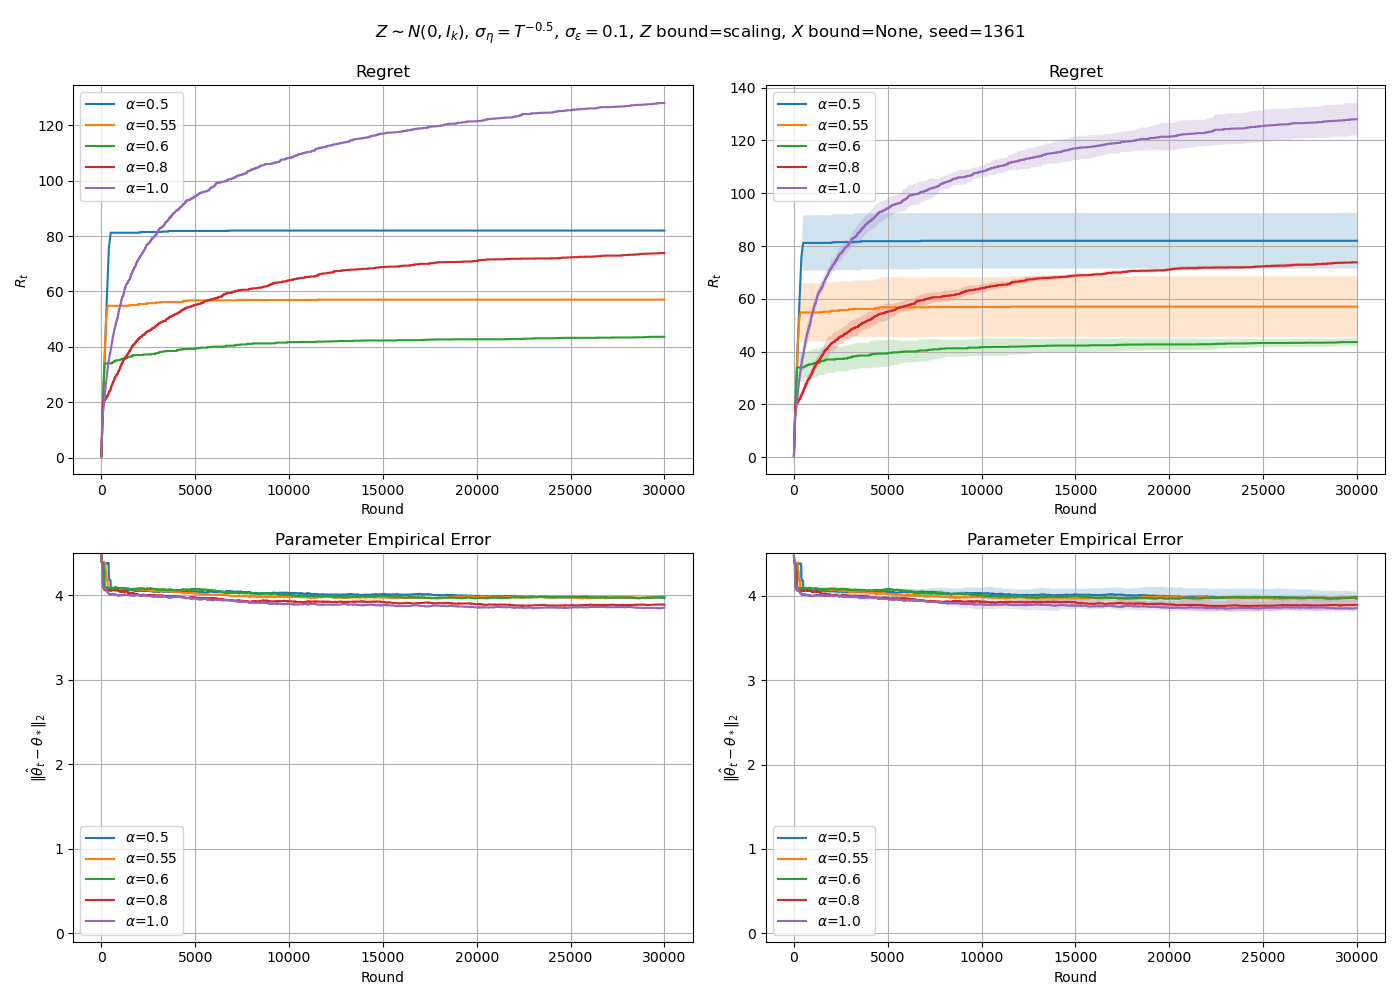 Z ∼ N(0, I_k), σ_η = T^−0.5, σ_ε = 0.1, Z bound=scaling, X bound=None, seed=1361
Regret
α=0.5
α=0.55
α=0.6
α=0.8
α=1.0
120
100
80
60
40
20
0
R_t
0 5000 10000 15000 20000 25000 30000
Round
Regret
α=0.5
α=0.55
α=0.6
α=0.8
α=1.0
140
120
100
80
60
40
20
0
R_t
0 5000 10000 15000 20000 25000 30000
Round
Parameter Empirical Error
4
3
2
1
0
‖θ̂_t − θ_*‖_2
α=0.5
α=0.55
α=0.6
α=0.8
α=1.0
0 5000 10000 15000 20000 25000 30000
Round
Parameter Empirical Error
4
3
2
1
0
‖θ̂_t − θ_*‖_2
α=0.5
α=0.55
α=0.6
α=0.8
α=1.0
0 5000 10000 15000 20000 25000 30000
Round